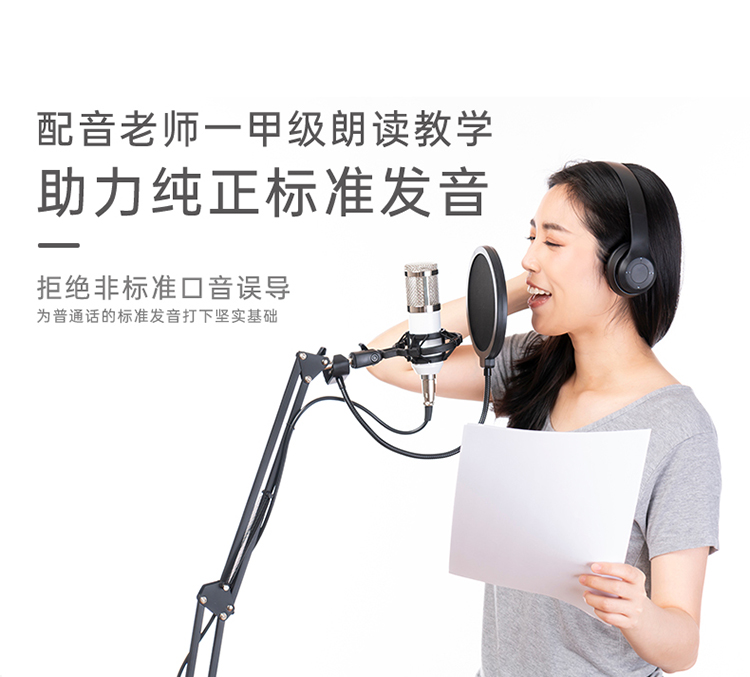 配音老师一甲级朗读教学
助力纯正标准发音
拒绝非标准口音误导
为普通话的标准发音打下坚实基础